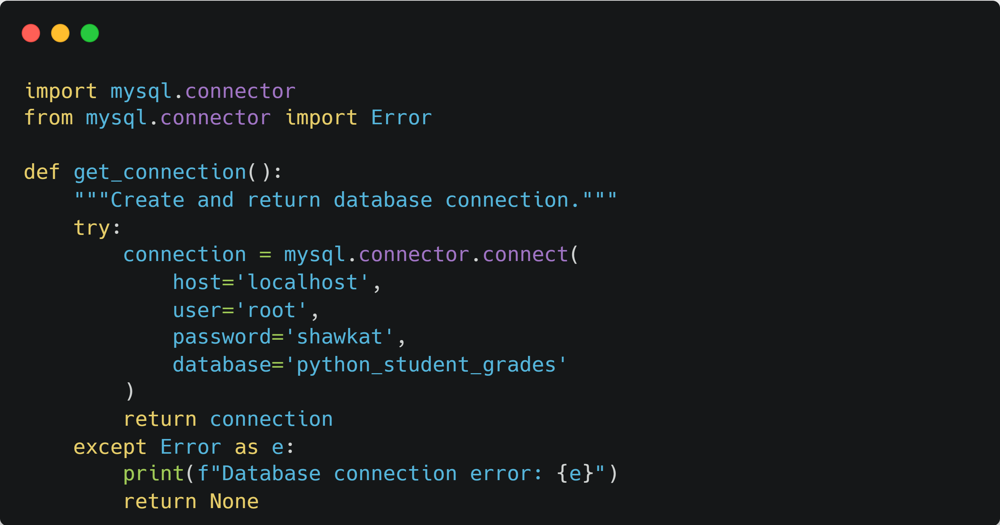 import mysql.connector
from mysql.connector import Error

def get_connection():
    """Create and return database connection."""
    try:
        connection = mysql.connector.connect(
            host='localhost',
            user='root',
            password='shawkat',
            database='python_student_grades'
        )
        return connection
    except Error as e:
        print(f"Database connection error: {e}")
        return None